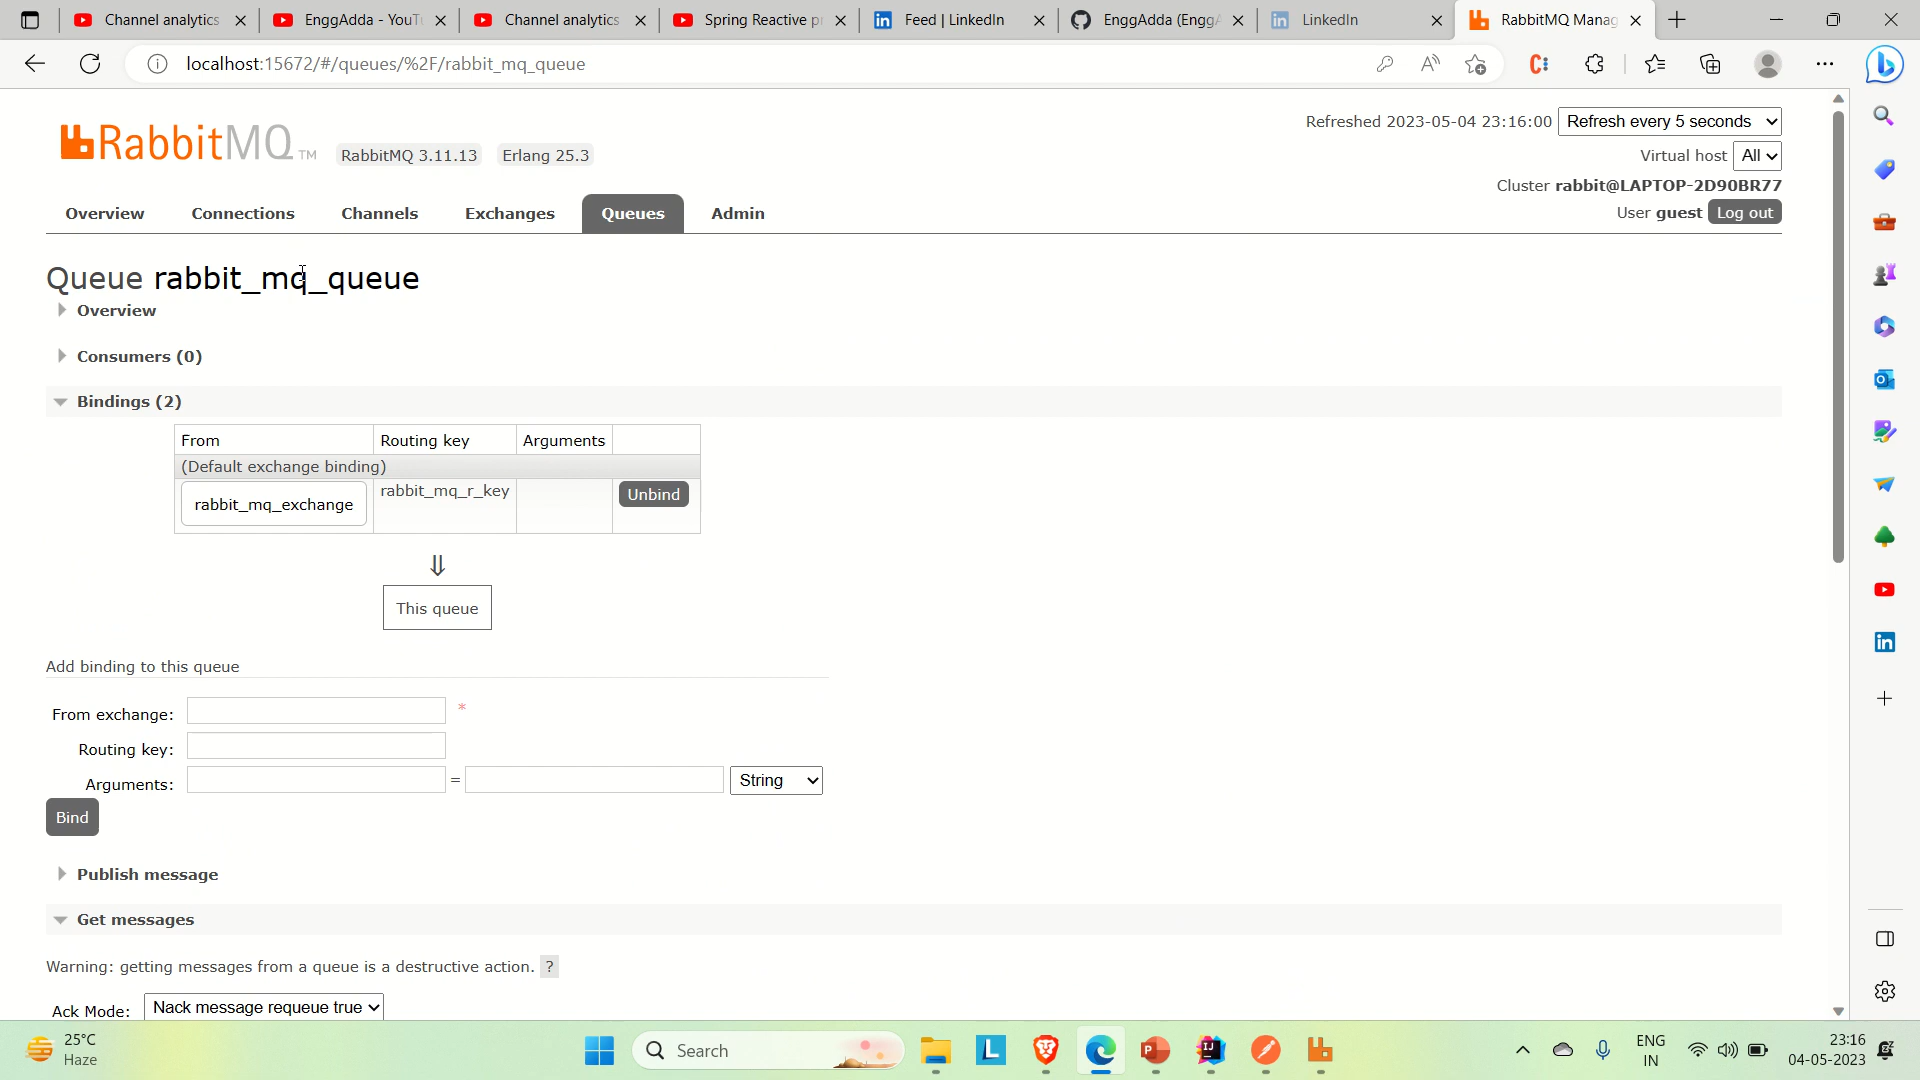 Channel analytics
EnggAdda - YouTu
Channel analytics
Spring Reactive p
Feed | LinkedIn
EnggAdda (EnggA
LinkedIn
RabbitMQ Manag
localhost:15672/#/queues/%2F/rabbit_mq_queue
RabbitMQ TM
RabbitMQ 3.11.13
Erlang 25.3
Refreshed 2023-05-04 23:16:00
Refresh every 5 seconds
Virtual host All
Cluster rabbit@LAPTOP-2D90BR77
User guest Log out
Overview
Connections
Channels
Exchanges
Queues
Admin
Queue rabbit_mq_queue
Overview
Consumers (0)
Bindings (2)
From Routing key Arguments
(Default exchange binding)
rabbit_mq_exchange rabbit_mq_r_key Unbind
⇓
This queue
Add binding to this queue
From exchange: *
Routing key:
Arguments: = String
Bind
Publish message
Get messages
Warning: getting messages from a queue is a destructive action. ?
Ack Mode: Nack message requeue true
25°C
Haze
Search
ENG
IN
23:16
04-05-2023